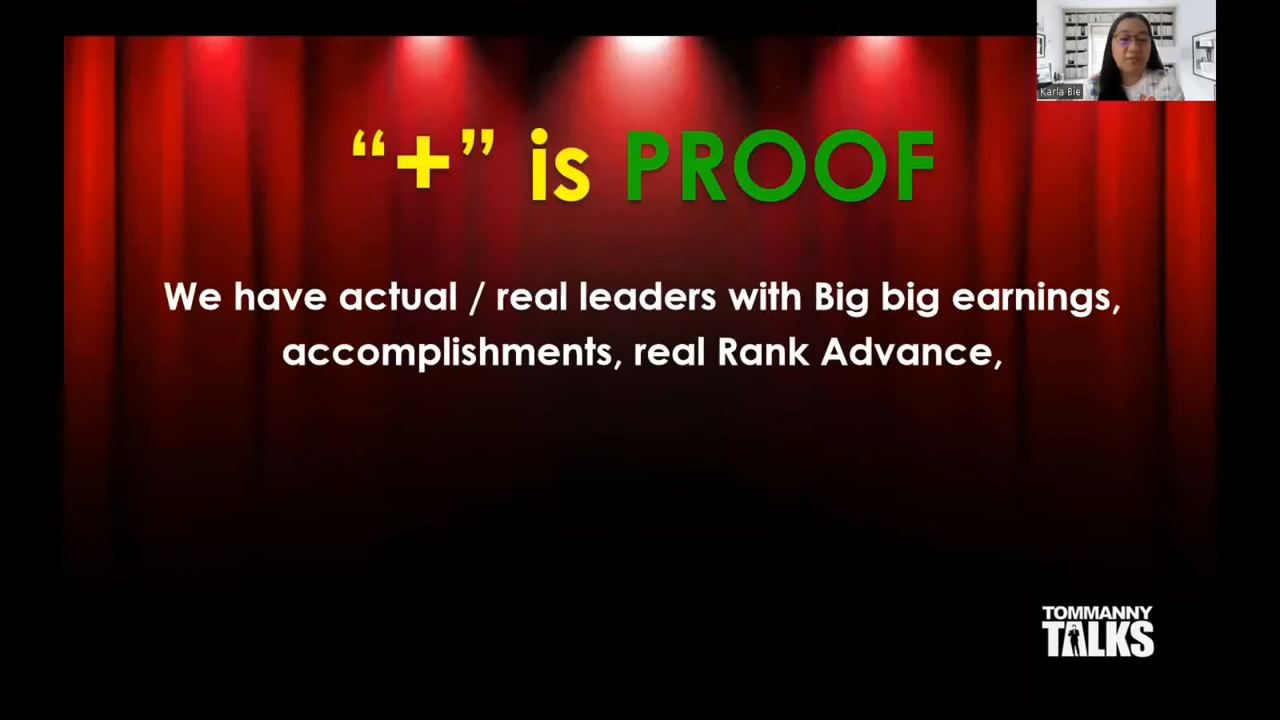 Karla Bie
“+” is PROOF
We have actual / real leaders with Big big earnings,
accomplishments, real Rank Advance,
TOMMANNY
TALKS